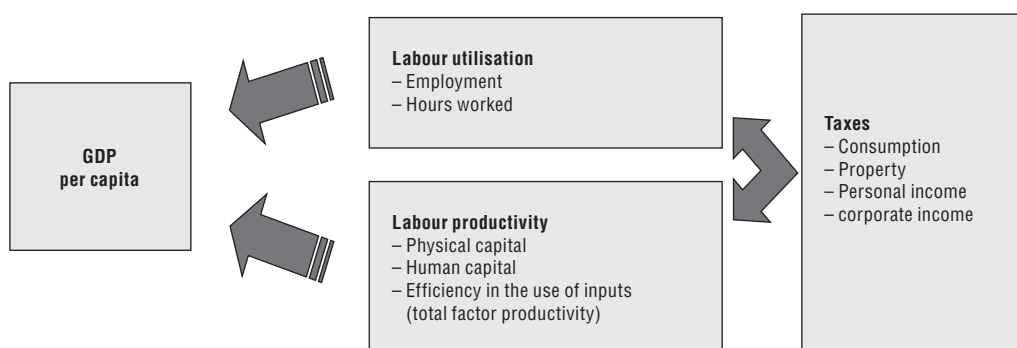 GDP
per capita
Labour utilisation
– Employment
– Hours worked
Labour productivity
– Physical capital
– Human capital
– Efficiency in the use of inputs
(total factor productivity)
Taxes
– Consumption
– Property
– Personal income
– corporate income